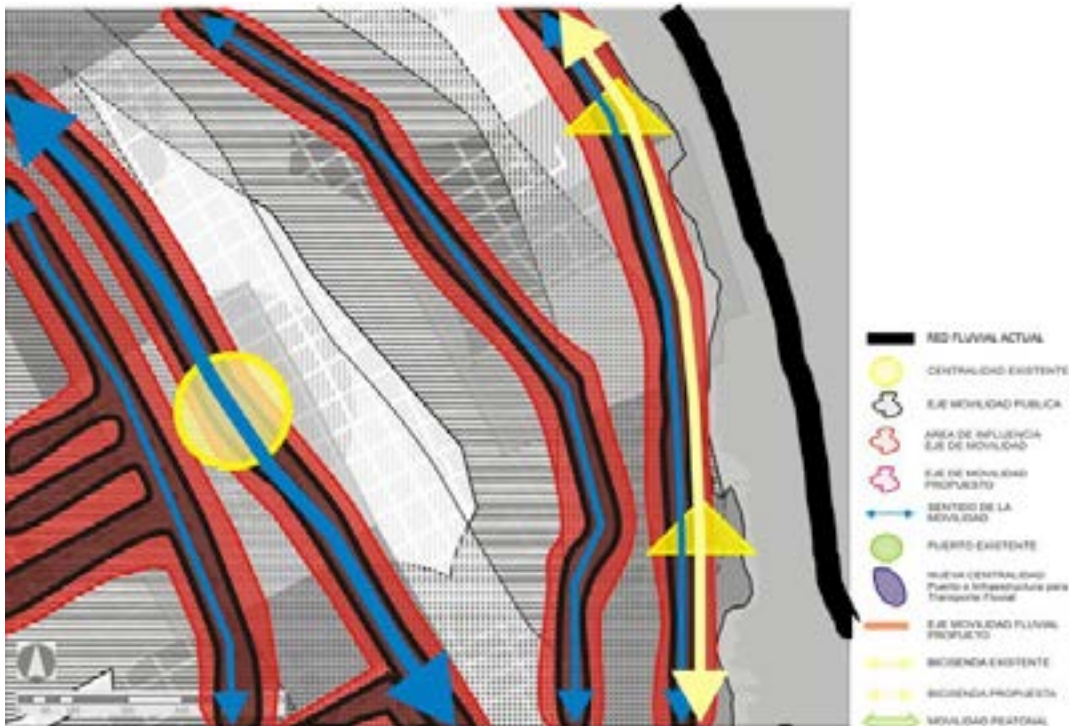 RED FLUVIAL ACTUAL
CENTRALIDAD EXISTENTE
EJE MOVILIDAD PUBLICA
AREA DE INFLUENCIA
EJE DE MOVILIDAD
EJE DE MOVILIDAD
PROPUESTO
SENTIDO DE LA
MOVILIDAD
PUERTO EXISTENTE
NUEVA CENTRALIDAD
Puerto o Infraestructura para
Transporte Fluvial
EJE MOVILIDAD FLUVIAL
PROPUETO
BICISENDA EXISTENTE
BICISENDA PROPUESTA
MOVILIDAD PEATONAL